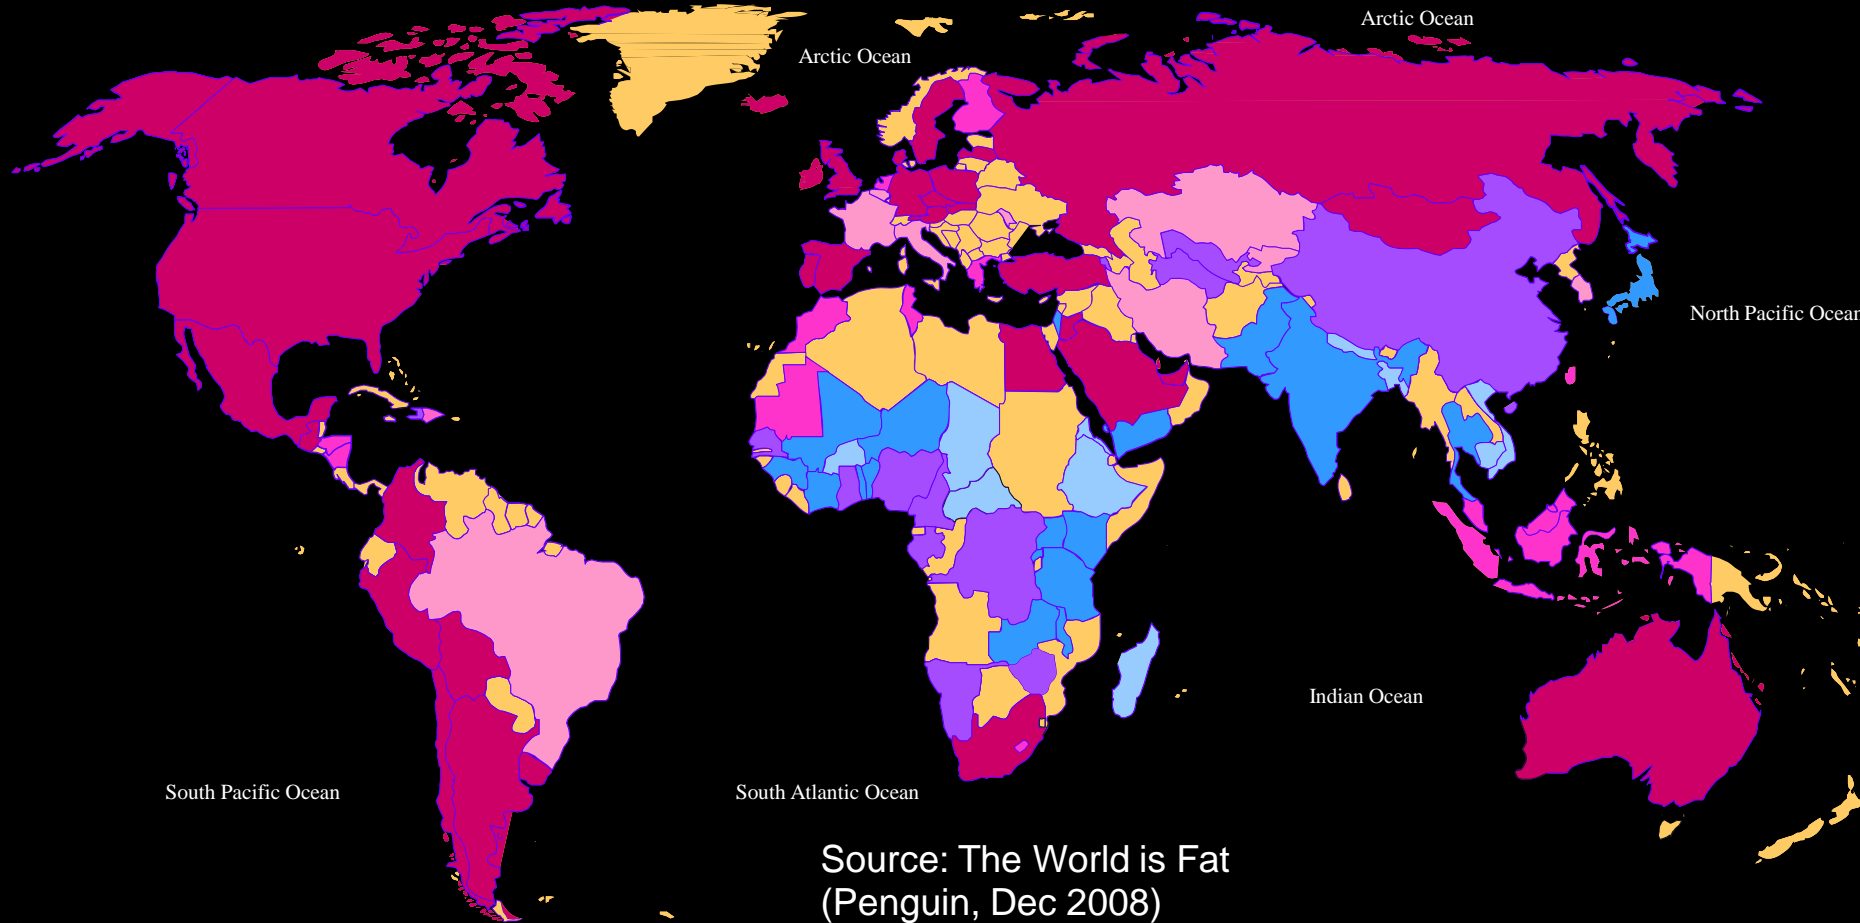 Arctic Ocean
Arctic Ocean
North Pacific Ocean
Indian Ocean
South Pacific Ocean
South Atlantic Ocean
Source: The World is Fat
(Penguin, Dec 2008)